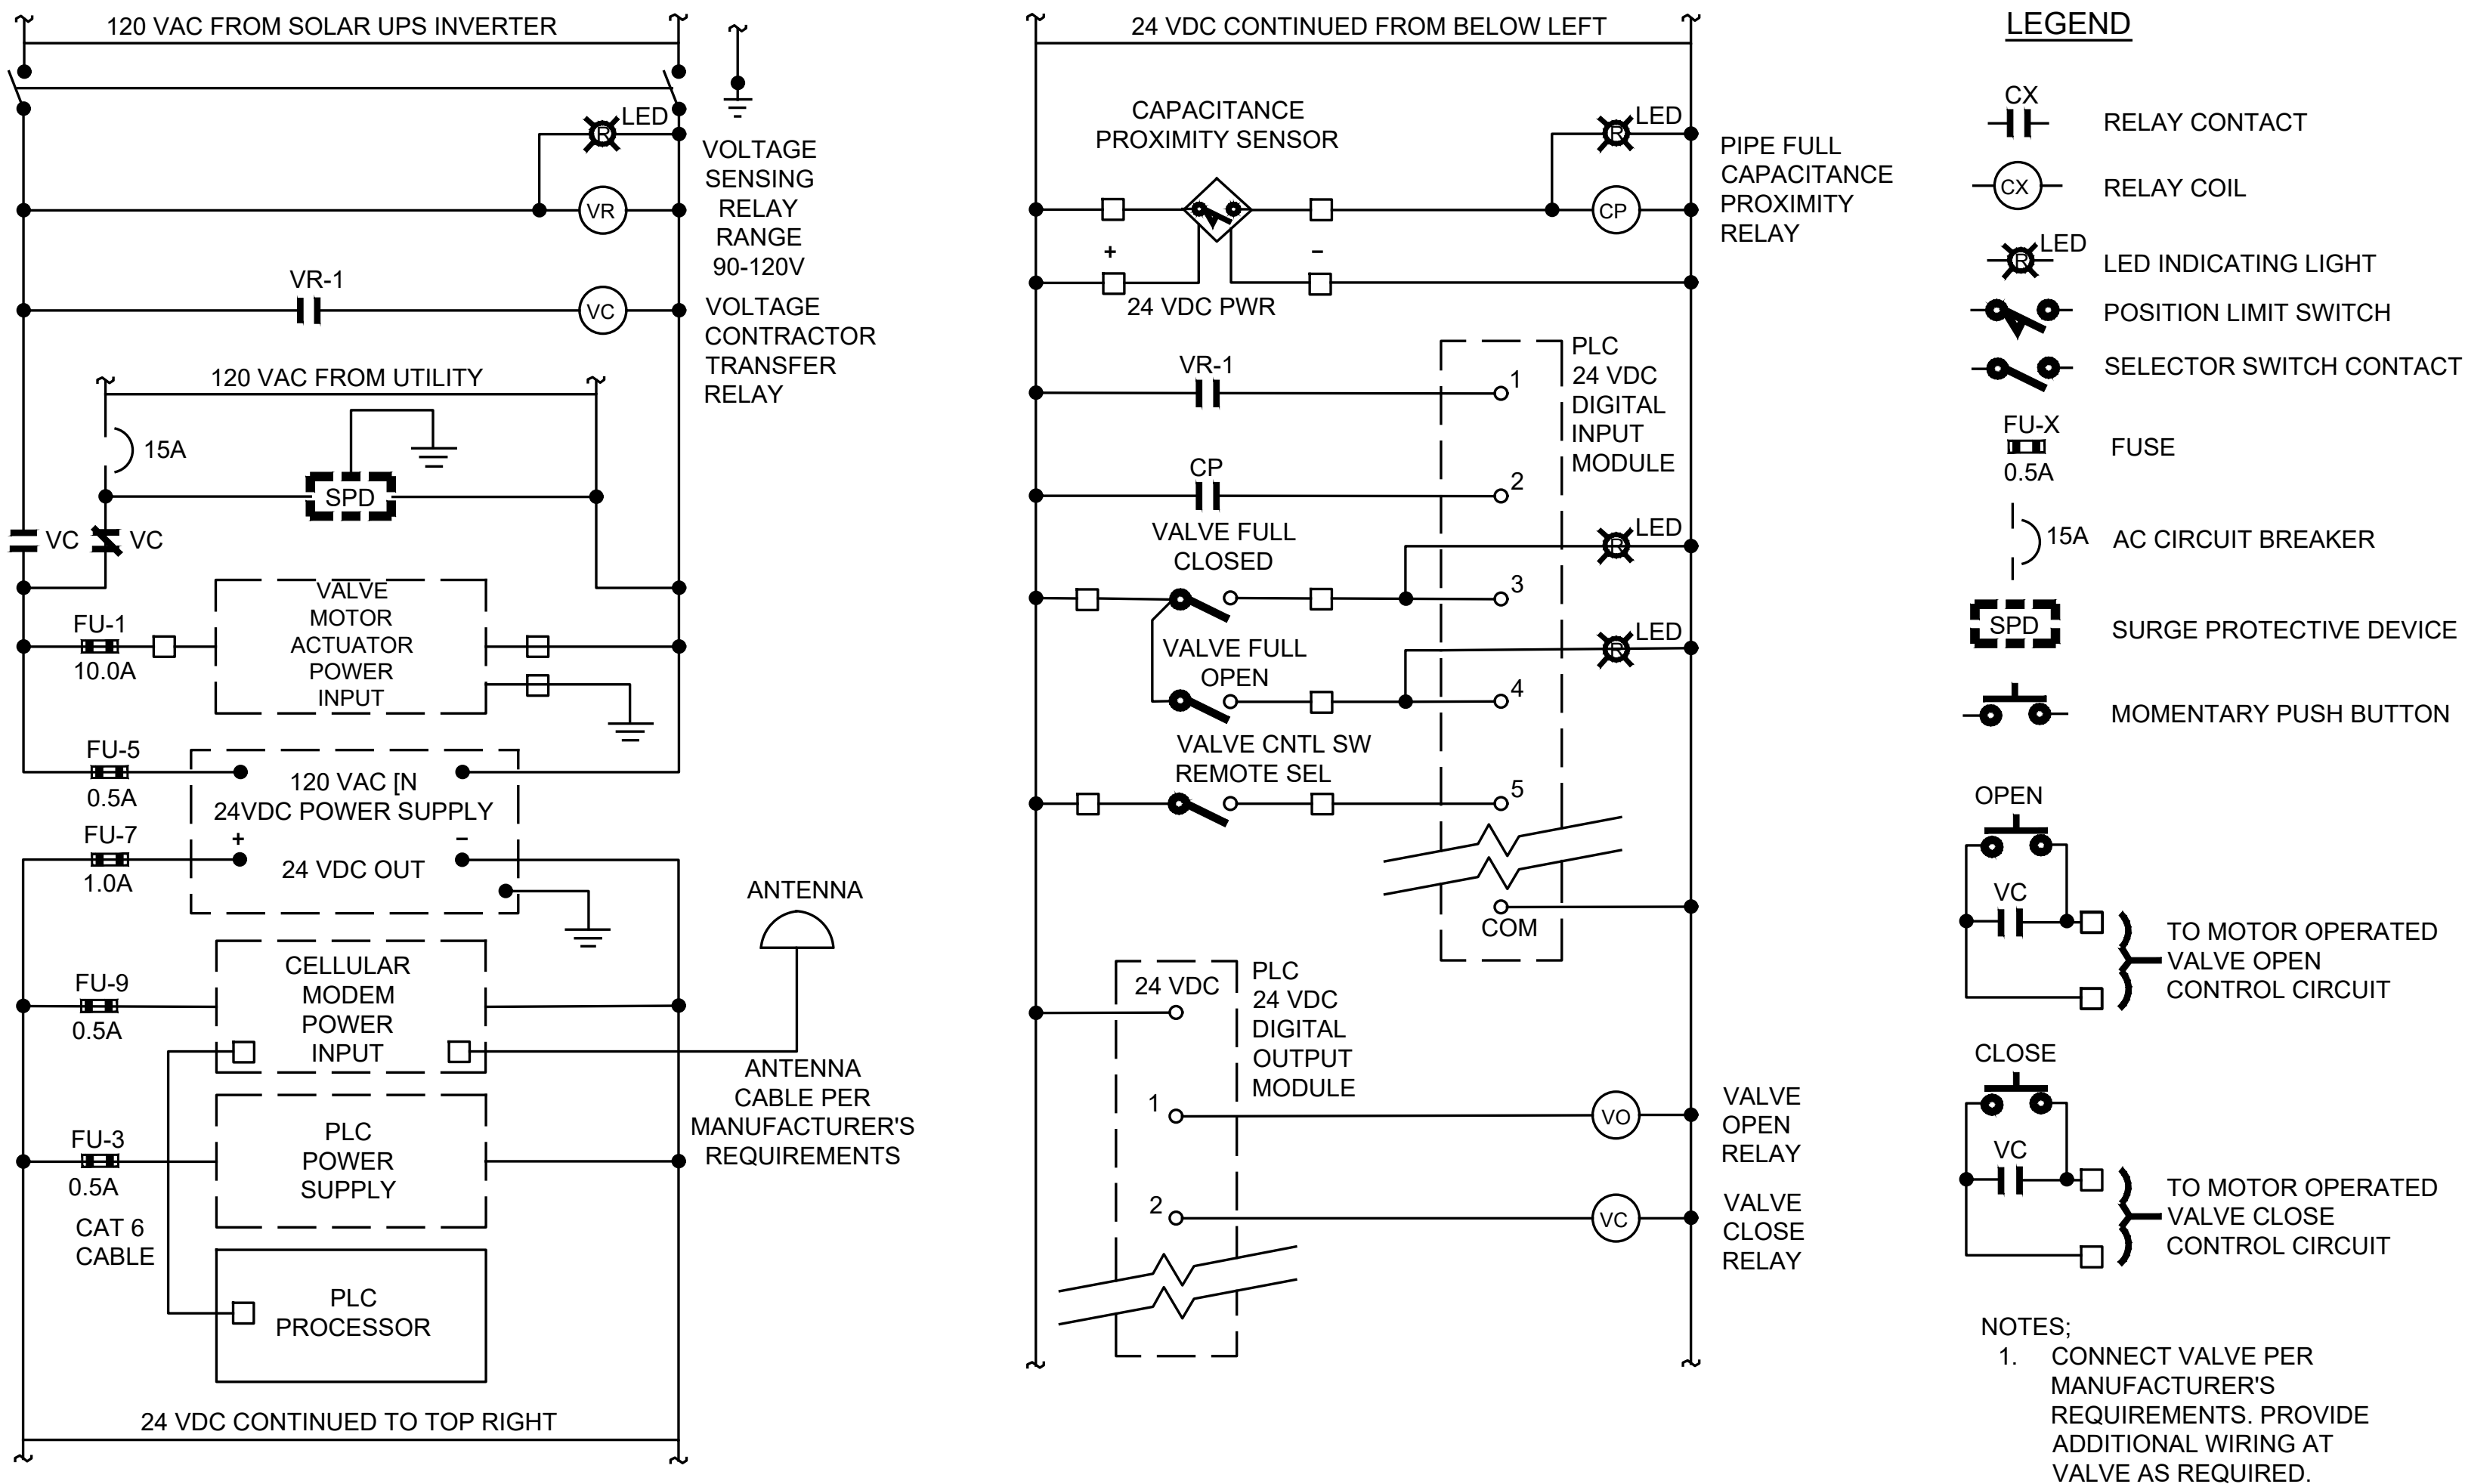 120 VAC FROM SOLAR UPS INVERTER
LED
R
VOLTAGE
SENSING
RELAY
RANGE
90-120V
VR
VR-1
VC
VOLTAGE
CONTRACTOR
TRANSFER
RELAY
120 VAC FROM UTILITY
15A
SPD
VC
VC
VALVE
MOTOR
ACTUATOR
POWER
INPUT
FU-1
10.0A
FU-5
0.5A
120 VAC [N
24VDC POWER SUPPLY
+
−
24 VDC OUT
FU-7
1.0A
ANTENNA
CELLULAR
MODEM
POWER
INPUT
FU-9
0.5A
ANTENNA
CABLE PER
MANUFACTURER'S
REQUIREMENTS
FU-3
0.5A
PLC
POWER
SUPPLY
CAT 6
CABLE
PLC
PROCESSOR
24 VDC CONTINUED TO TOP RIGHT
24 VDC CONTINUED FROM BELOW LEFT
CAPACITANCE
PROXIMITY SENSOR
LED
R
CP
PIPE FULL
CAPACITANCE
PROXIMITY
RELAY
+
−
24 VDC PWR
VR-1
1
PLC
24 VDC
DIGITAL
INPUT
MODULE
CP
2
VALVE FULL
CLOSED
LED
R
3
VALVE FULL
OPEN
LED
R
4
VALVE CNTL SW
REMOTE SEL
5
COM
24 VDC
PLC
24 VDC
DIGITAL
OUTPUT
MODULE
1
VO
VALVE
OPEN
RELAY
2
VC
VALVE
CLOSE
RELAY
LEGEND
CX
RELAY CONTACT
CX
RELAY COIL
LED
R
LED INDICATING LIGHT
POSITION LIMIT SWITCH
SELECTOR SWITCH CONTACT
FU-X
0.5A
FUSE
15A
AC CIRCUIT BREAKER
SPD
SURGE PROTECTIVE DEVICE
MOMENTARY PUSH BUTTON
OPEN
VC
TO MOTOR OPERATED
VALVE OPEN
CONTROL CIRCUIT
CLOSE
VC
TO MOTOR OPERATED
VALVE CLOSE
CONTROL CIRCUIT
NOTES;
1. CONNECT VALVE PER
MANUFACTURER'S
REQUIREMENTS. PROVIDE
ADDITIONAL WIRING AT
VALVE AS REQUIRED.